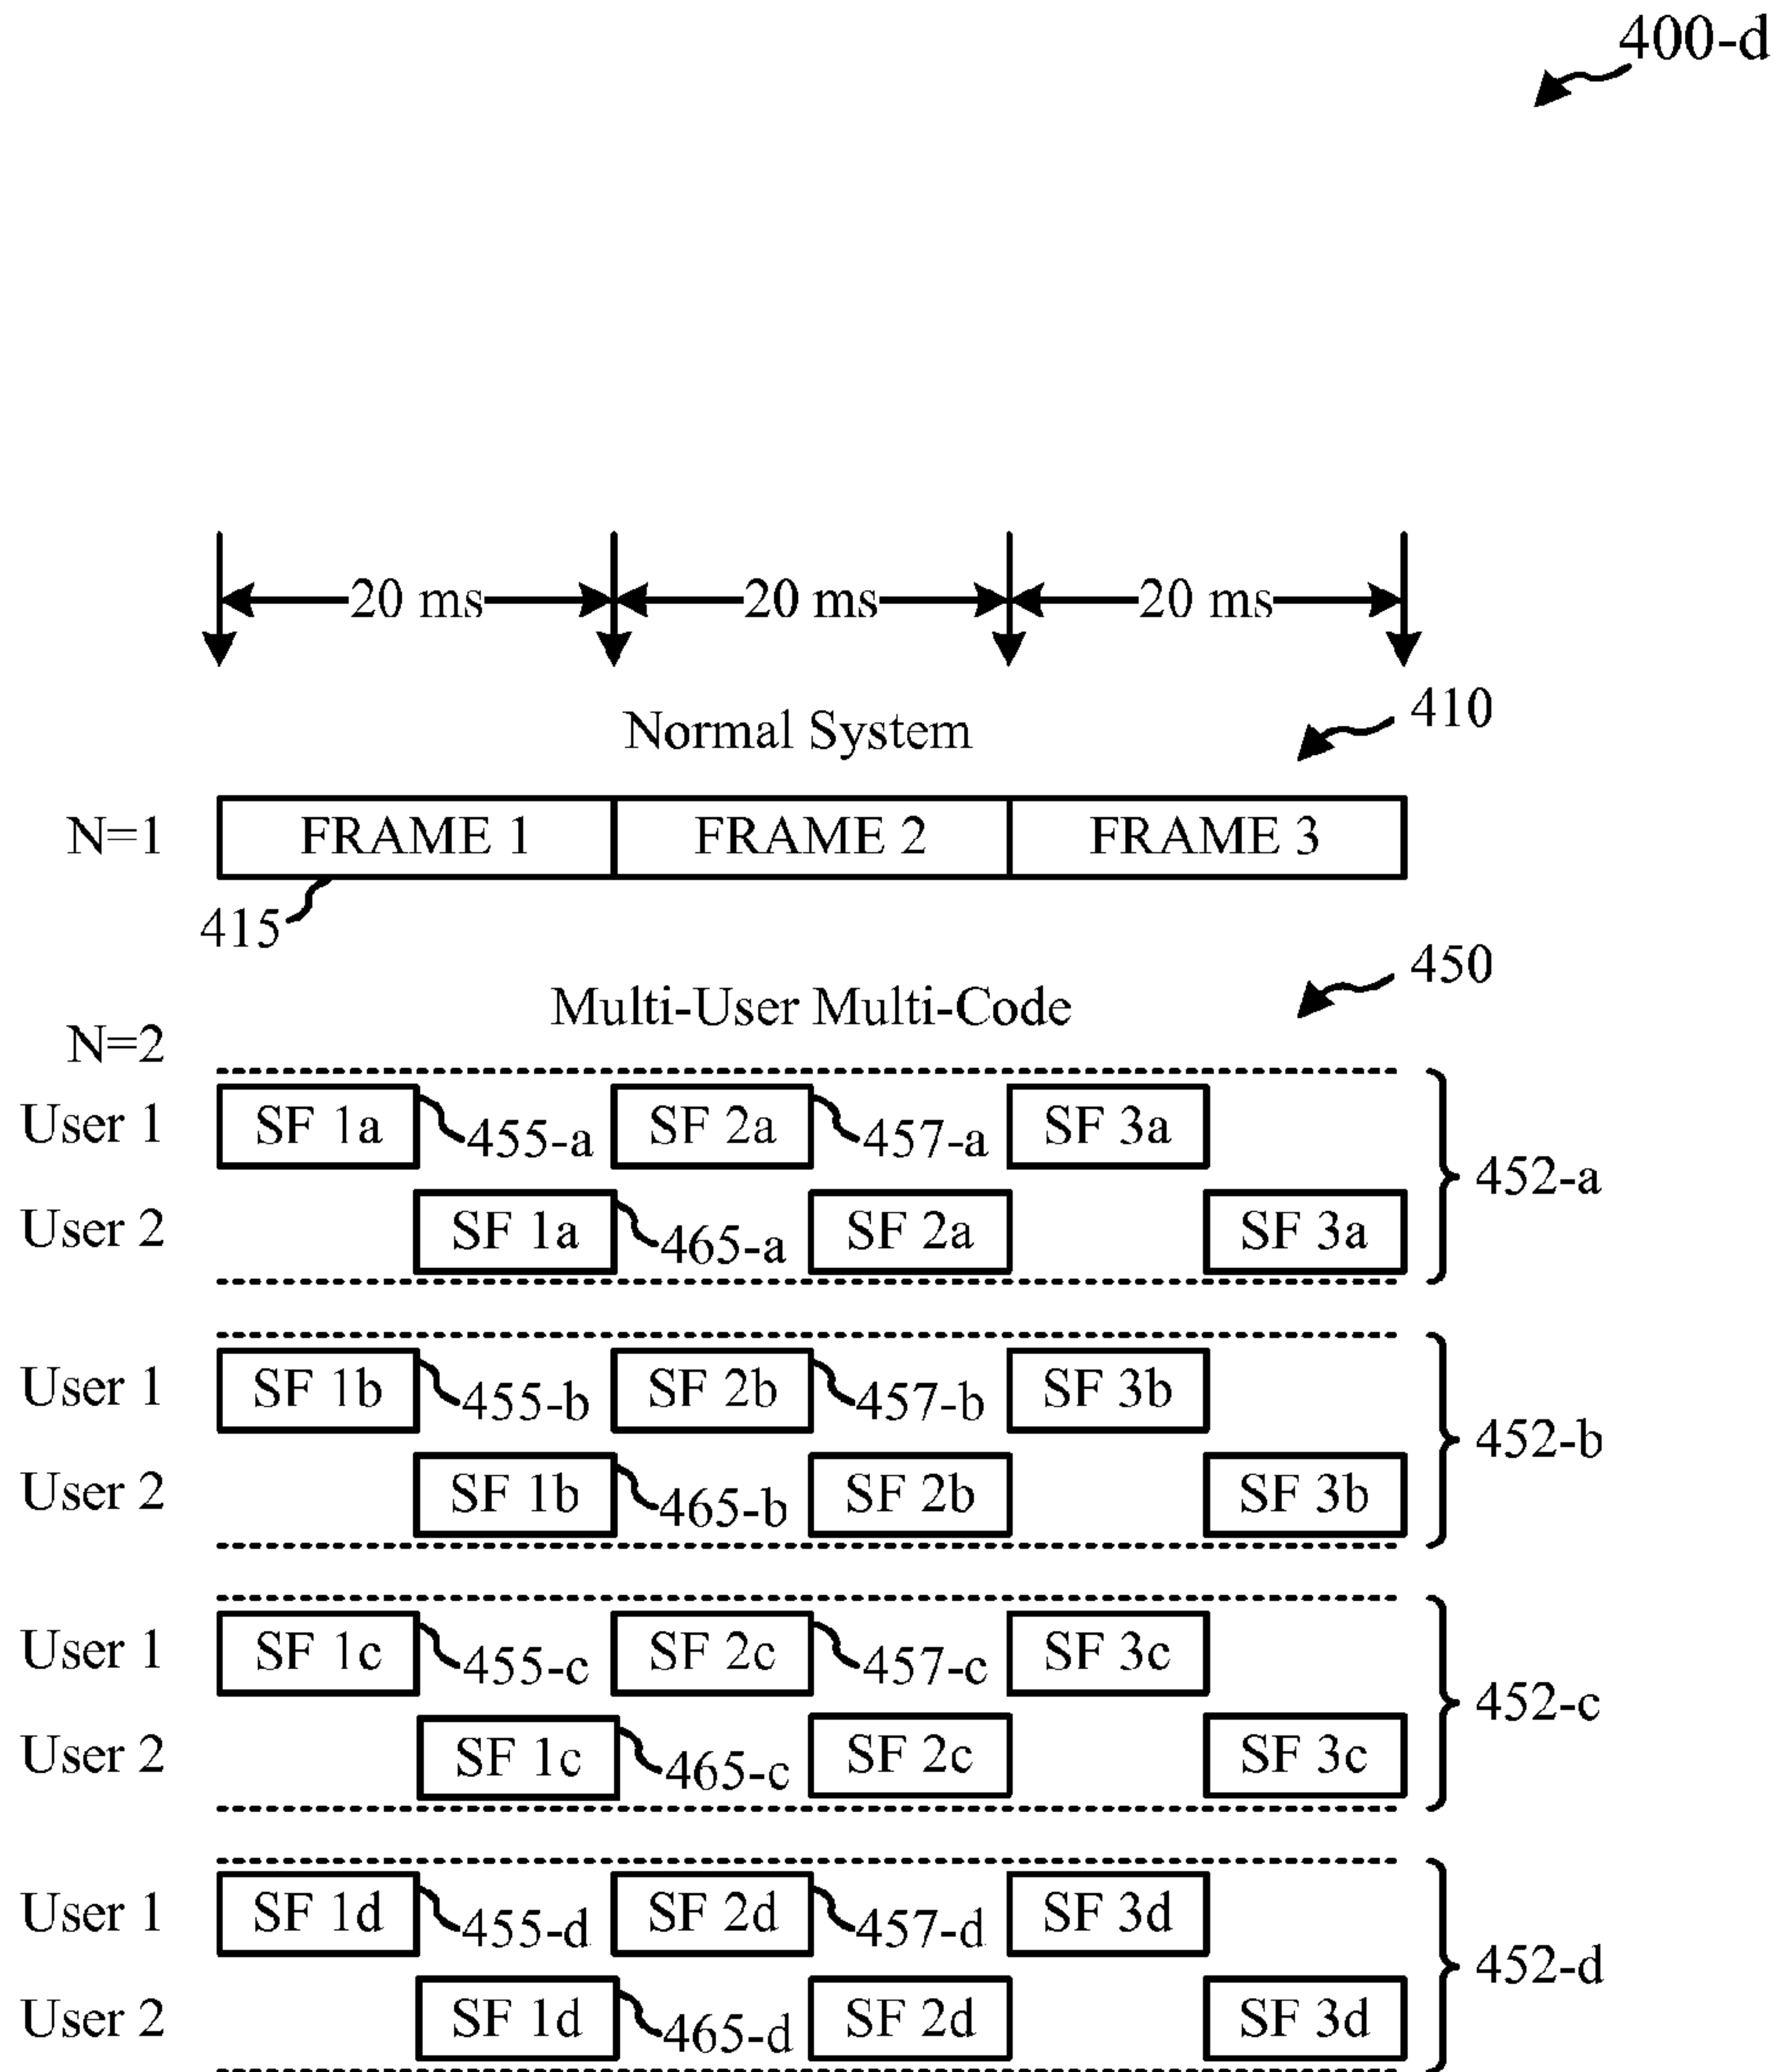 400-d
20 ms 20 ms 20 ms
Normal System
410
N=1 FRAME 1 FRAME 2 FRAME 3
415
450
Multi-User Multi-Code
N=2
User 1 SF 1a 455-a SF 2a 457-a SF 3a
452-a
User 2 SF 1a 465-a SF 2a SF 3a
User 1 SF 1b 455-b SF 2b 457-b SF 3b
452-b
User 2 SF 1b 465-b SF 2b SF 3b
User 1 SF 1c 455-c SF 2c 457-c SF 3c
452-c
User 2 SF 1c 465-c SF 2c SF 3c
User 1 SF 1d 455-d SF 2d 457-d SF 3d
452-d
User 2 SF 1d 465-d SF 2d SF 3d